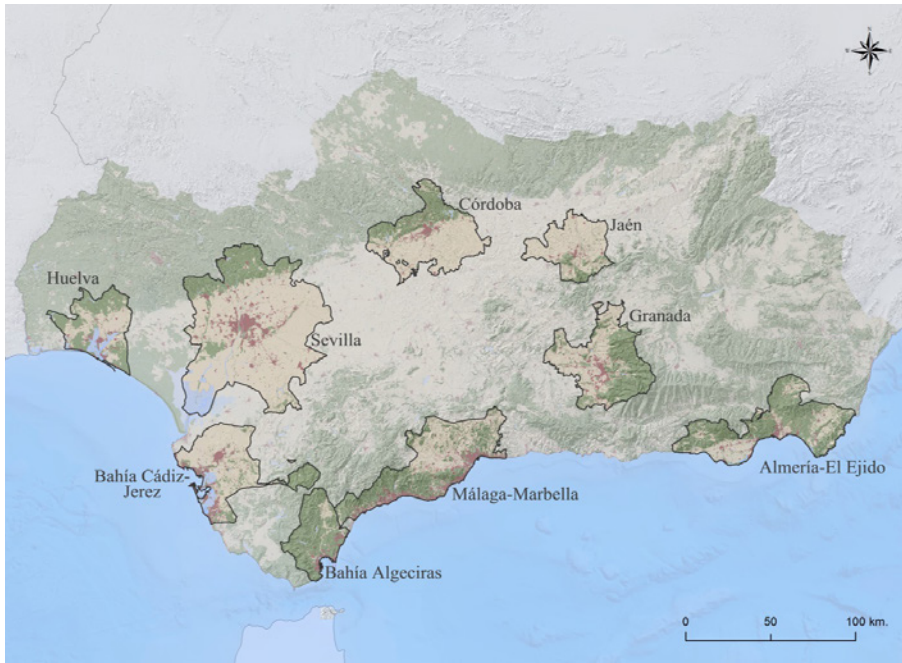 Córdoba
Jaén
Huelva
Granada
Sevilla
Bahía Cádiz-
Jerez
Málaga-Marbella
Almería-El Ejido
Bahía Algeciras
0 50 100 km.